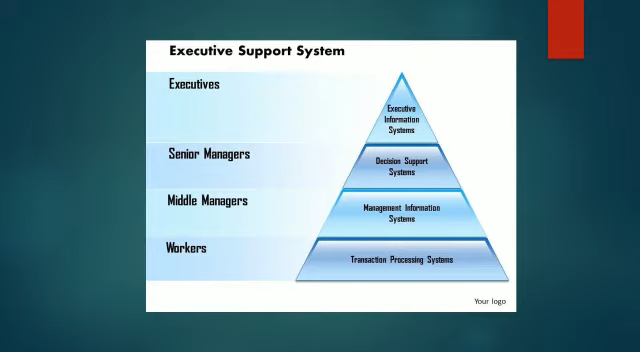 Executive Support System
Executives
Executive
Information
Systems
Senior Managers
Decision Support
Systems
Middle Managers
Management Information
Systems
Workers
Transaction Processing Systems
Your logo